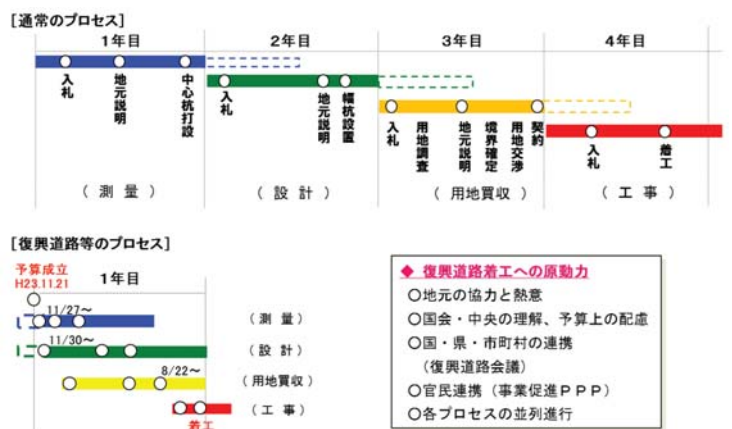 [通常のプロセス]
1年目
2年目
3年目
4年目
入札
地元説明
中心杭打設
入札
地元説明
幅杭設置
入札
用地調査
地元説明
境界確定
用地交渉
契約
入札
着工
(測量)
(設計)
(用地買収)
(工事)
[復興道路等のプロセス]
予算成立
H23.11.21
1年目
11/27～
(測量)
11/30～
(設計)
8/22～
(用地買収)
(工事)
着工
◆ 復興道路着工への原動力
○地元の協力と熱意
○国会・中央の理解、予算上の配慮
○国・県・市町村の連携
(復興道路会議)
○官民連携(事業促進PPP)
○各プロセスの並列進行